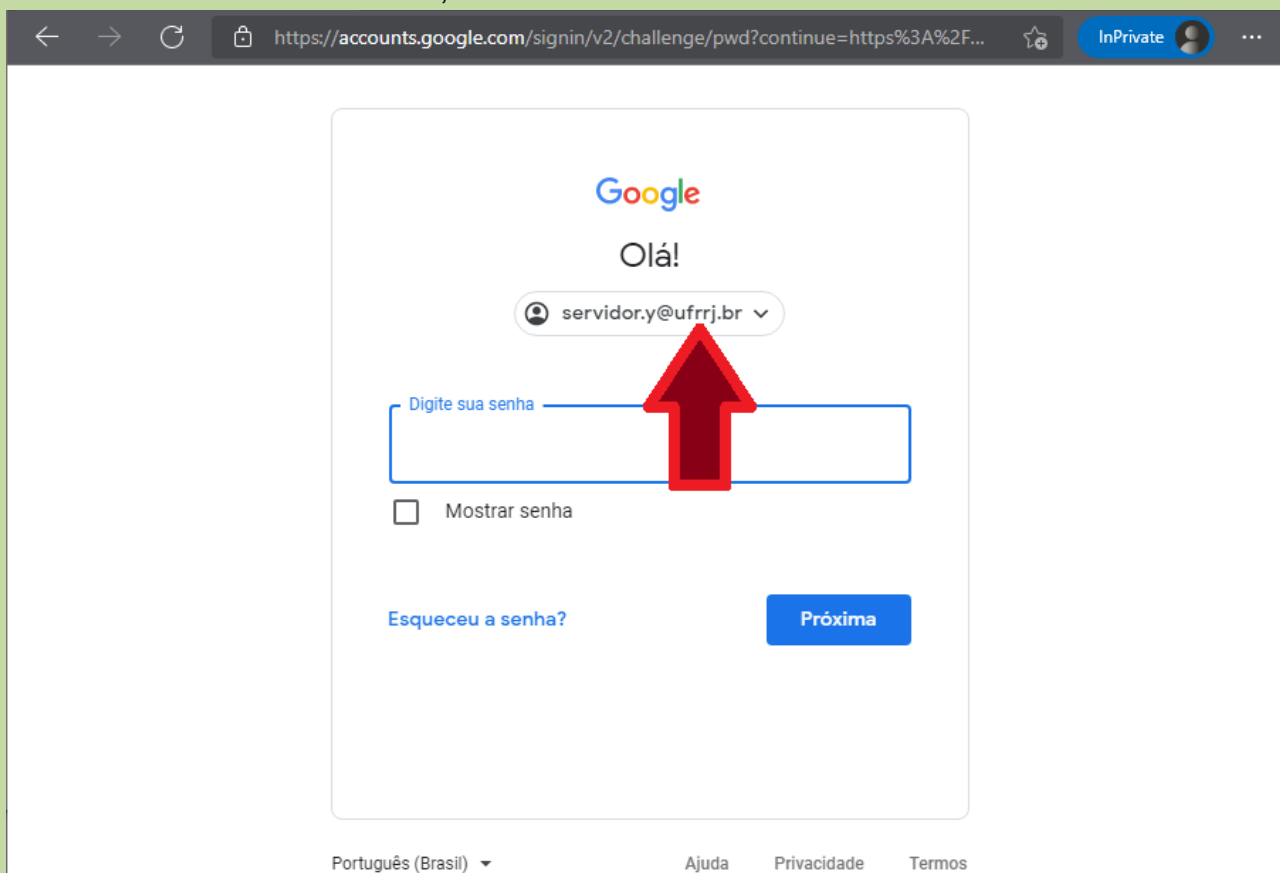 https://accounts.google.com/signin/v2/challenge/pwd?continue=https%3A%2F... InPrivate
Google
Olá!
servidor.y@ufrrj.br
Digite sua senha
Mostrar senha
Esqueceu a senha? Próxima
Português (Brasil) Ajuda Privacidade Termos